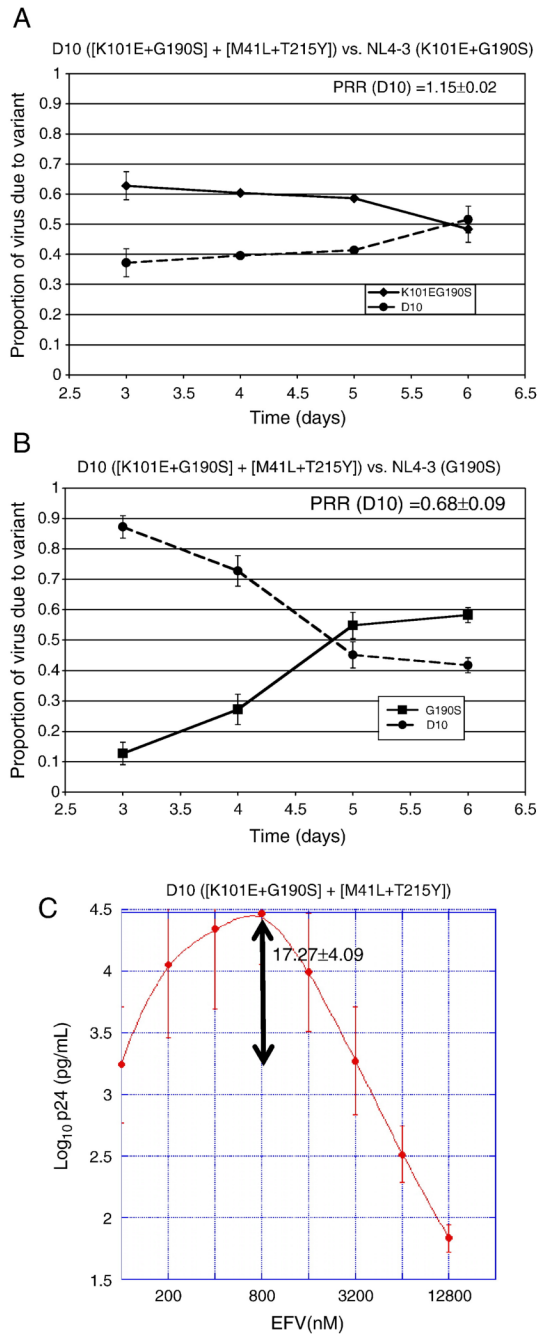 A
D10 ([K101E+G190S] + [M41L+T215Y]) vs. NL4-3 (K101E+G190S)
PRR (D10) =1.15±0.02
Proportion of virus due to variant
1
0.9
0.8
0.7
0.6
0.5
0.4
0.3
0.2
0.1
0
K101EG190S
D10
2.5 3 3.5 4 4.5 5 5.5 6 6.5
Time (days)
B
D10 ([K101E+G190S] + [M41L+T215Y]) vs. NL4-3 (G190S)
PRR (D10) =0.68±0.09
Proportion of virus due to variant
1
0.9
0.8
0.7
0.6
0.5
0.4
0.3
0.2
0.1
0
G190S
D10
2.5 3 3.5 4 4.5 5 5.5 6 6.5
Time (days)
C
D10 ([K101E+G190S] + [M41L+T215Y])
17.27±4.09
Log10 p24 (pg/mL)
4.5
4
3.5
3
2.5
2
1.5
200 800 3200 12800
EFV(nM)